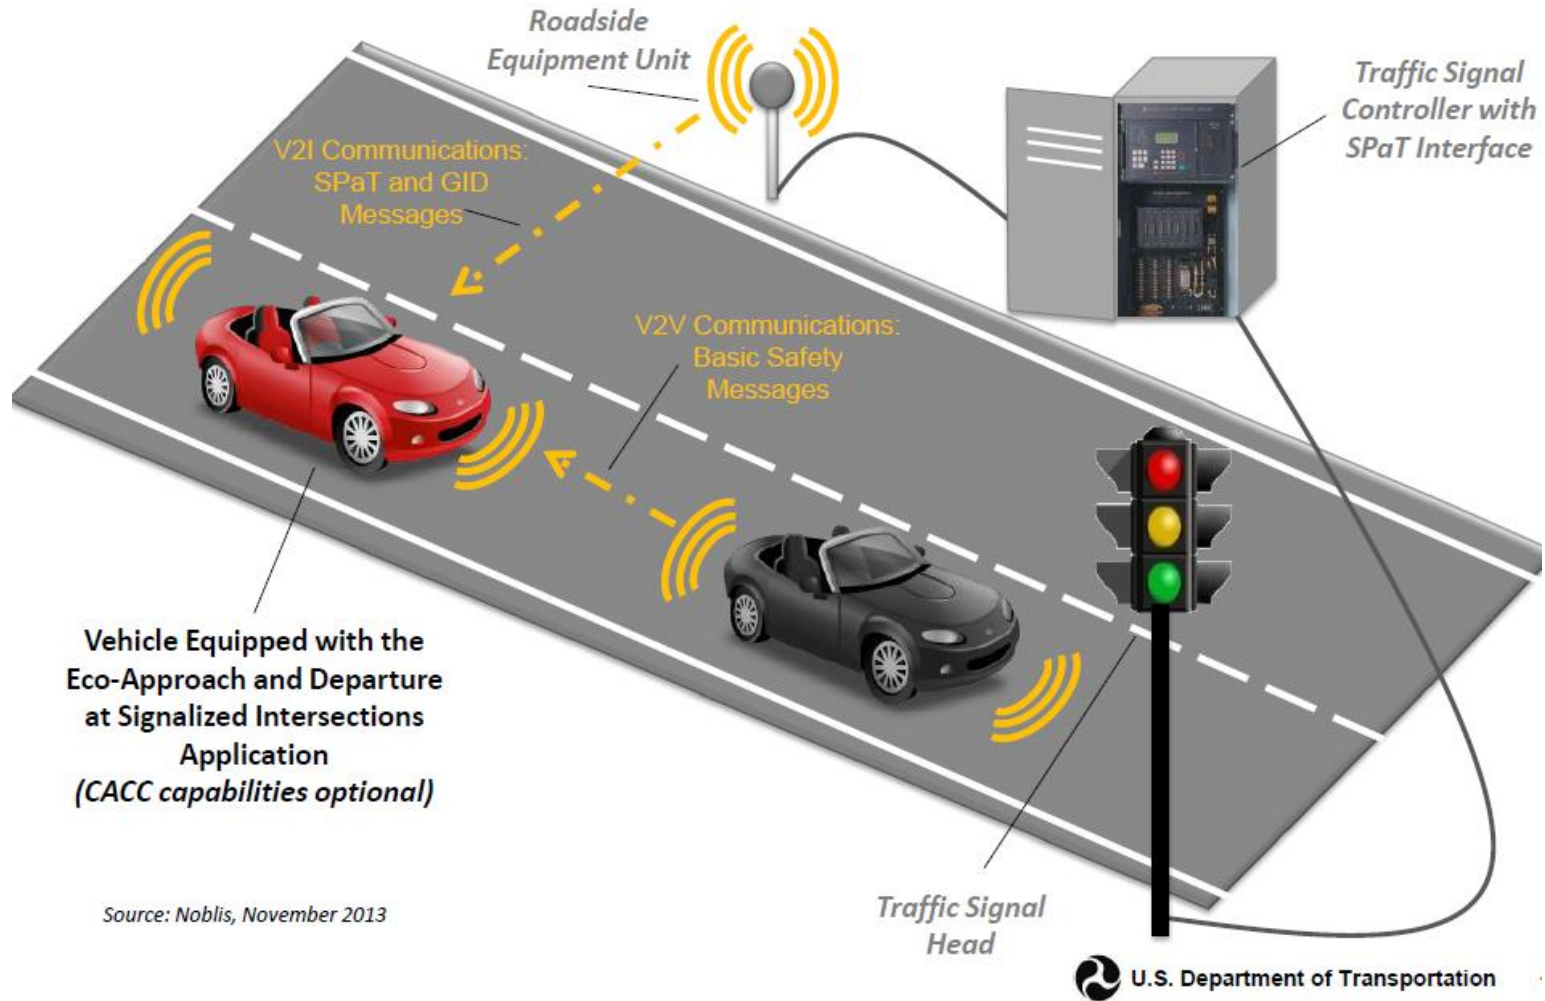 Roadside
Equipment Unit
Traffic Signal
Controller with
SPaT Interface
V2I Communications:
SPaT and GID
Messages
V2V Communications:
Basic Safety
Messages
Vehicle Equipped with the
Eco-Approach and Departure
at Signalized Intersections
Application
(CACC capabilities optional)
Source: Noblis, November 2013
Traffic Signal
Head
U.S. Department of Transportation